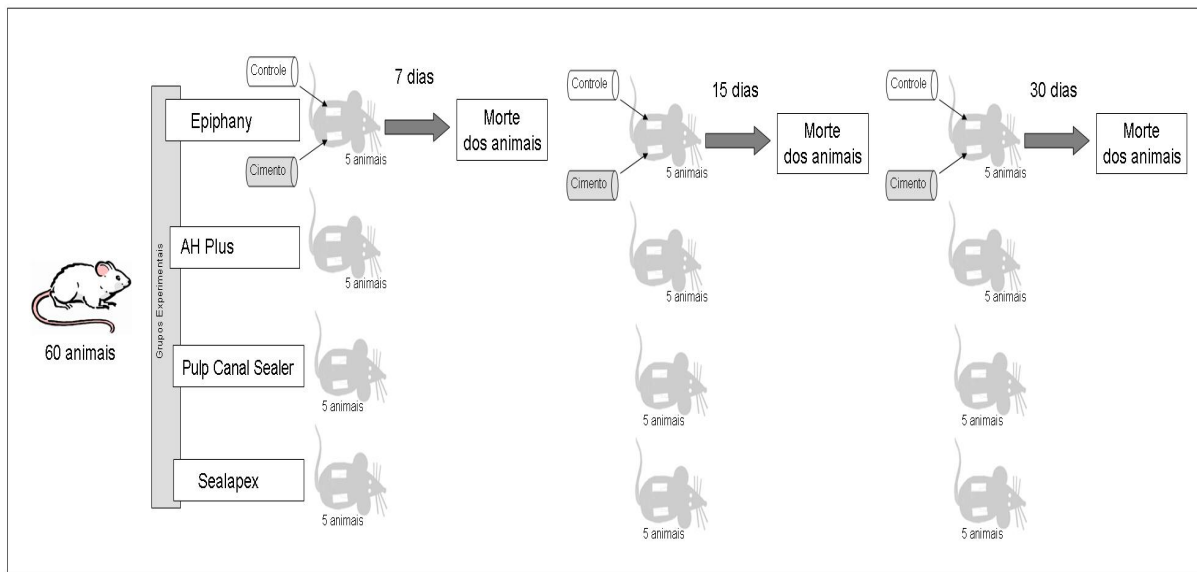 60 animais
Grupos Experimentais
Epiphany
Controle
Cimento
5 animais
7 dias
Morte
dos animais
Controle
Cimento
5 animais
15 dias
Morte
dos animais
Controle
Cimento
5 animais
30 dias
Morte
dos animais
AH Plus
5 animais
5 animais
5 animais
Pulp Canal Sealer
5 animais
5 animais
5 animais
Sealapex
5 animais
5 animais
5 animais